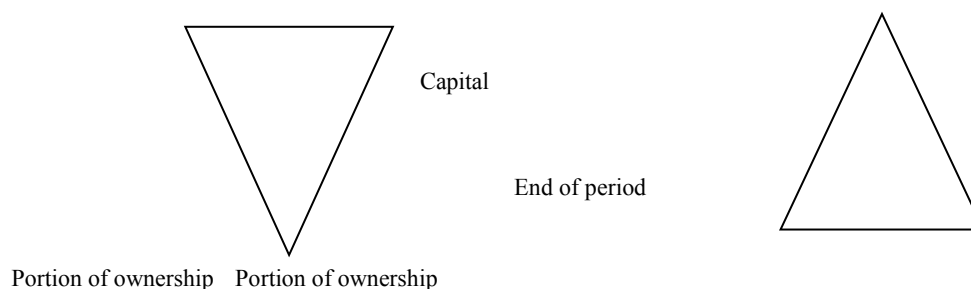 Capital
End of period
Portion of ownership Portion of ownership